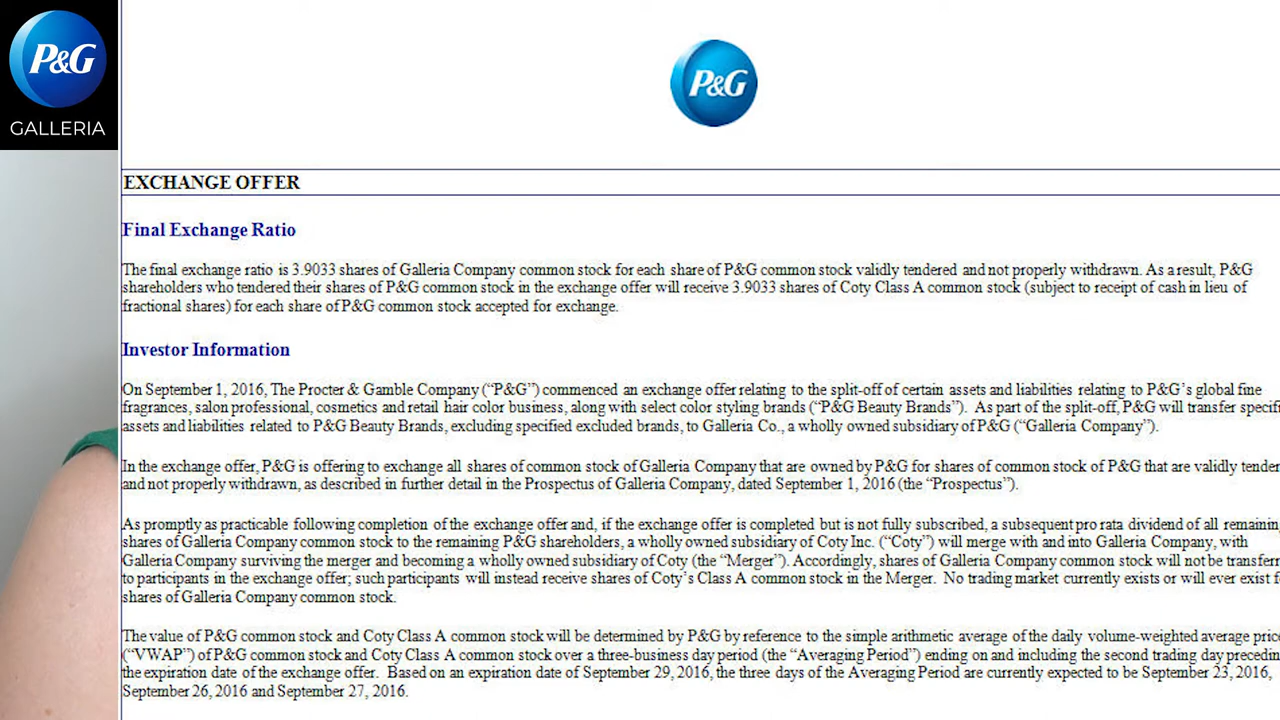 P&G
GALLERIA
P&G
EXCHANGE OFFER
Final Exchange Ratio
The final exchange ratio is 3.9033 shares of Galleria Company common stock for each share of P&G common stock validly tendered and not properly withdrawn. As a result, P&G
shareholders who tendered their shares of P&G common stock in the exchange offer will receive 3.9033 shares of Coty Class A common stock (subject to receipt of cash in lieu of
fractional shares) for each share of P&G common stock accepted for exchange.
Investor Information
On September 1, 2016, The Procter & Gamble Company (“P&G”) commenced an exchange offer relating to the split-off of certain assets and liabilities relating to P&G’s global fine
fragrances, salon professional, cosmetics and retail hair color business, along with select color styling brands (“P&G Beauty Brands”). As part of the split-off, P&G will transfer specifi
assets and liabilities related to P&G Beauty Brands, excluding specified excluded brands, to Galleria Co., a wholly owned subsidiary of P&G (“Galleria Company”).
In the exchange offer, P&G is offering to exchange all shares of common stock of Galleria Company that are owned by P&G for shares of common stock of P&G that are validly tender
and not properly withdrawn, as described in further detail in the Prospectus of Galleria Company, dated September 1, 2016 (the “Prospectus”).
As promptly as practicable following completion of the exchange offer and, if the exchange offer is completed but is not fully subscribed, a subsequent pro rata dividend of all remaining
shares of Galleria Company common stock to the remaining P&G shareholders, a wholly owned subsidiary of Coty Inc. (“Coty”) will merge with and into Galleria Company, with
Galleria Company surviving the merger and becoming a wholly owned subsidiary of Coty (the “Merger”). Accordingly, shares of Galleria Company common stock will not be transferr
to participants in the exchange offer; such participants will instead receive shares of Coty’s Class A common stock in the Merger. No trading market currently exists or will ever exist f
shares of Galleria Company common stock.
The value of P&G common stock and Coty Class A common stock will be determined by P&G by reference to the simple arithmetic average of the daily volume-weighted average price
(“VWAP”) of P&G common stock and Coty Class A common stock over a three-business day period (the “Averaging Period”) ending on and including the second trading day precedin
the expiration date of the exchange offer. Based on an expiration date of September 29, 2016, the three days of the Averaging Period are currently expected to be September 23, 2016,
September 26, 2016 and September 27, 2016.